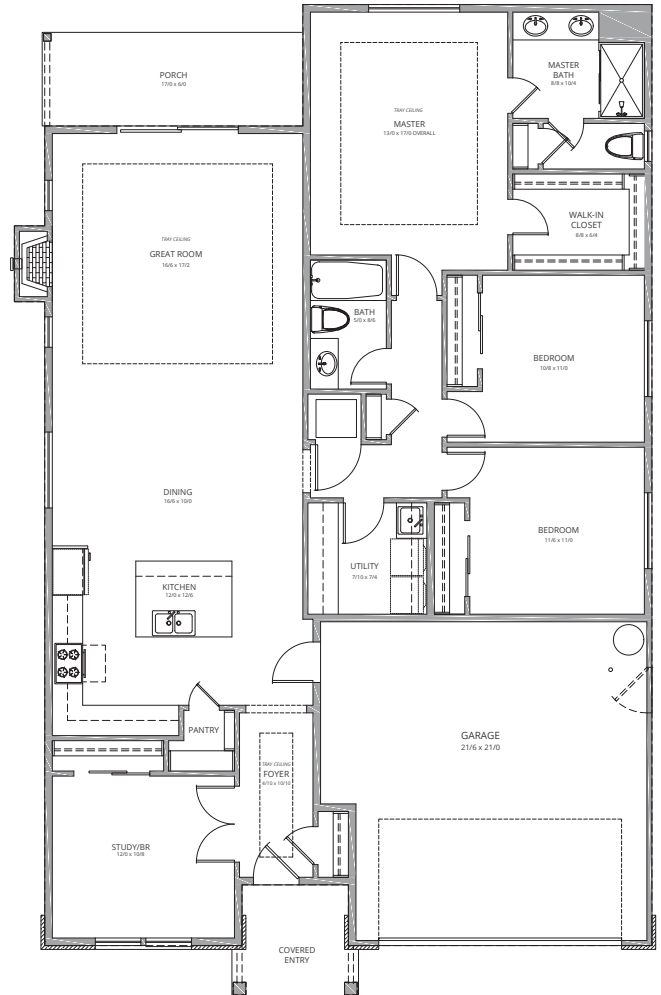 PORCH
17/0 x 6/0
TRAY CEILING
MASTER
13/0 x 17/0 OVERALL
MASTER
BATH
8/8 x 10/4
WALK-IN
CLOSET
8/8 x 6/4
TRAY CEILING
GREAT ROOM
16/6 x 17/2
BATH
5/0 x 8/6
BEDROOM
10/8 x 11/0
DINING
16/6 x 10/0
BEDROOM
11/6 x 11/0
UTILITY
7/10 x 7/4
KITCHEN
12/0 x 12/6
PANTRY
TRAY CEILING
FOYER
4/10 x 10/10
GARAGE
21/6 x 21/0
STUDY/BR
12/0 x 10/8
COVERED
ENTRY